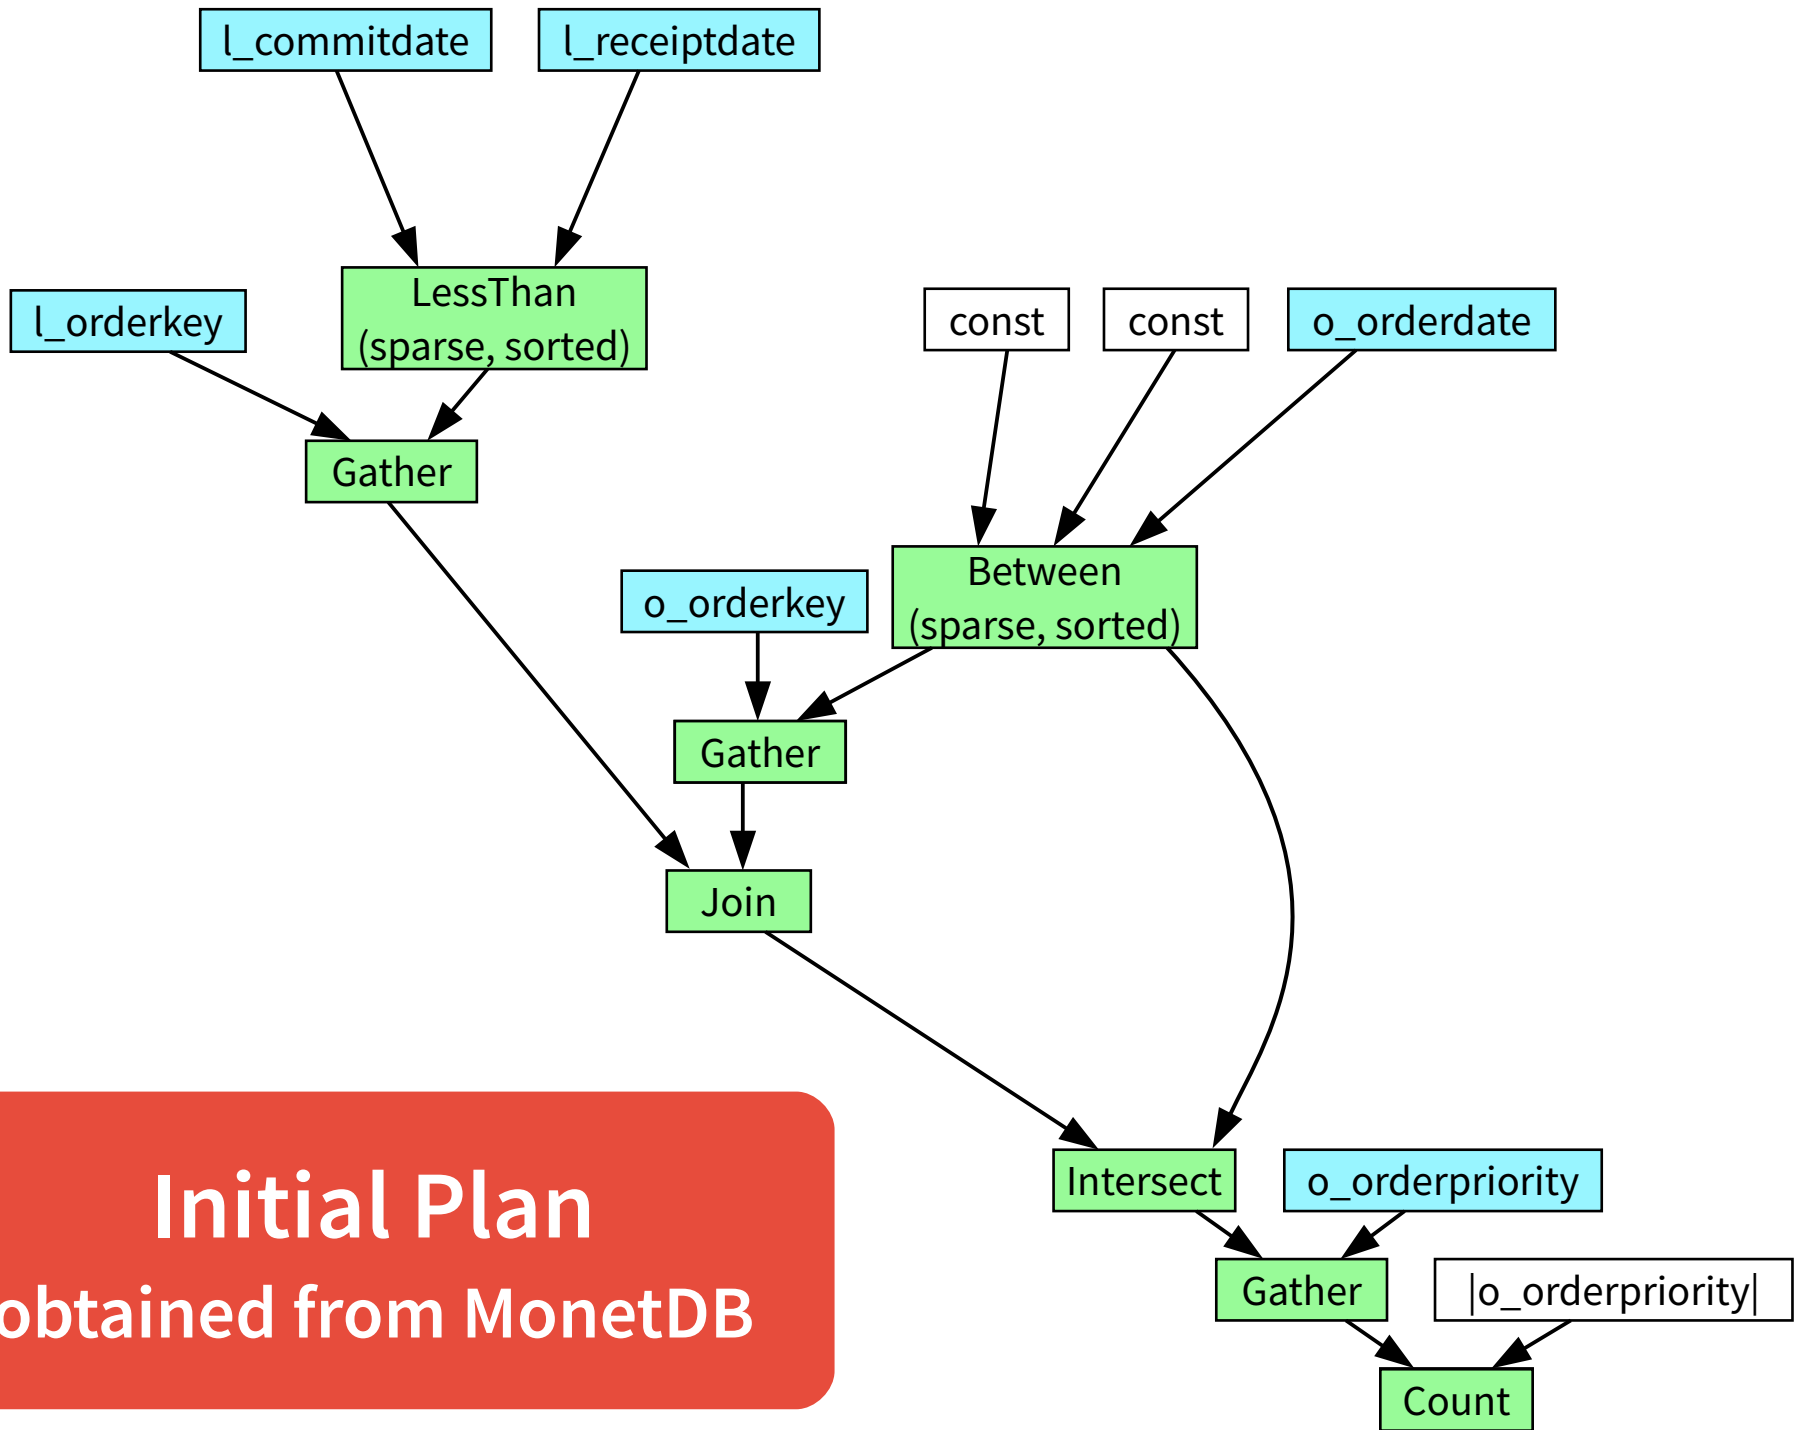 l_commitdate
l_receiptdate
LessThan
(sparse, sorted)
l_orderkey
const
const
o_orderdate
Gather
Between
(sparse, sorted)
o_orderkey
Gather
Join
Intersect
o_orderpriority
Gather
|o_orderpriority|
Count
Initial Plan
obtained from MonetDB